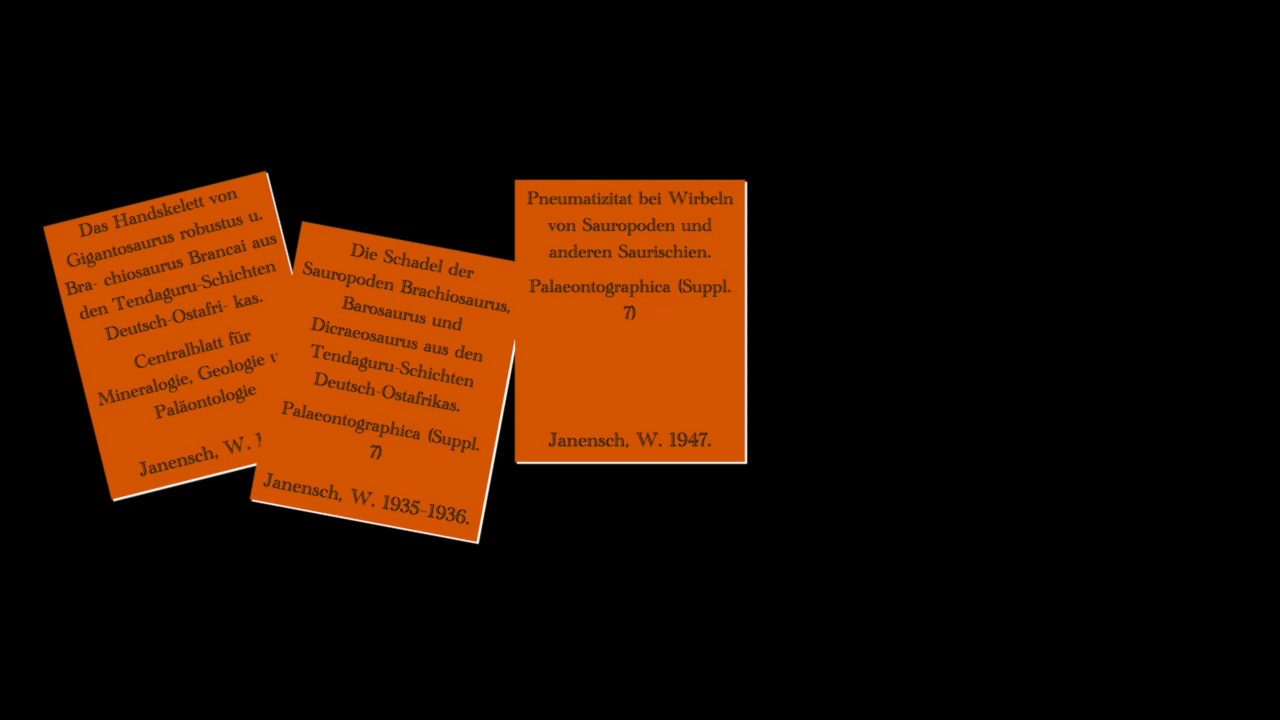 Das Handskelett von
Gigantosaurus robustus u.
Bra- chiosaurus Brancai aus
den Tendaguru-Schichten
Deutsch-Ostafri- kas.
Centralblatt für
Mineralogie, Geologie
Paläontologie
Janensch, W.
Die Schadel der
Sauropoden Brachiosaurus,
Barosaurus und
Dicraeosaurus aus den
Tendaguru-Schichten
Deutsch-Ostafrikas.
Palaeontographica (Suppl.
7)
Janensch, W. 1935-1936.
Pneumatizitat bei Wirbeln
von Sauropoden und
anderen Saurischien.
Palaeontographica (Suppl.
7)
Janensch, W. 1947.